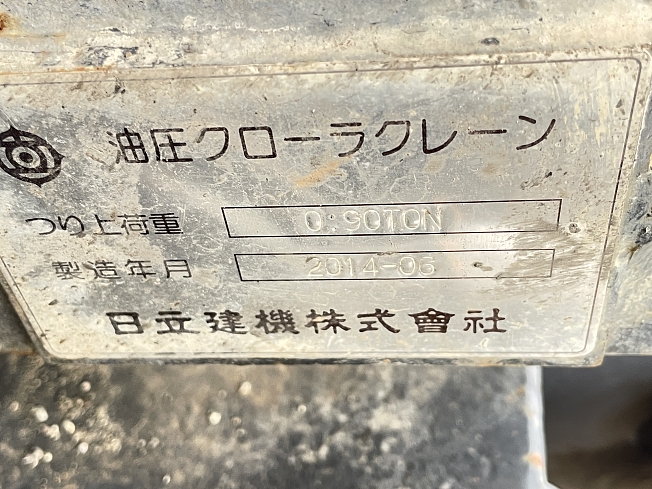 油圧クローラクレーン
つり上荷重 0.90TON
製造年月 2014-06
日立建機株式會社